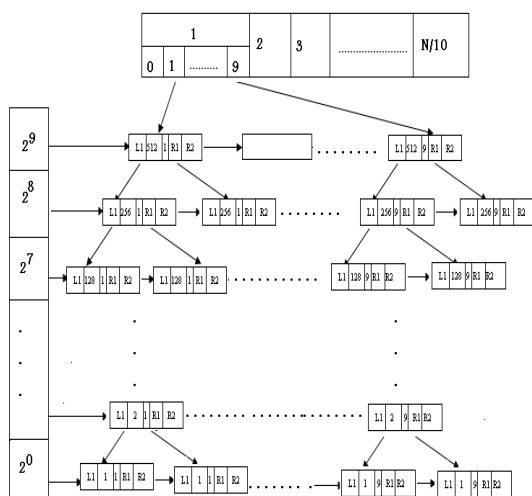 1 2 3 .................... N/10
0 1 ......... 9
2^9 L1 512 1 R1 R2 ........ L1 512 9 R1 R2
2^8 L1 256 1 R1 R2 L1 256 1 R1 R2 ........ L1 256 9 R1 R2 L1 256 9 R1 R2
2^7 L1 128 1 R1 R2 L1 128 1 R1 R2 ............ L1 128 9 R1 R2 L1 128 9 R1 R2
L1 2 1 R1 R2 .................... L1 2 9 R1 R2
2^0 L1 1 1 R1 R2 L1 1 1 R1 R2 ........ L1 1 9 R1 R2 L1 1 9 R1 R2